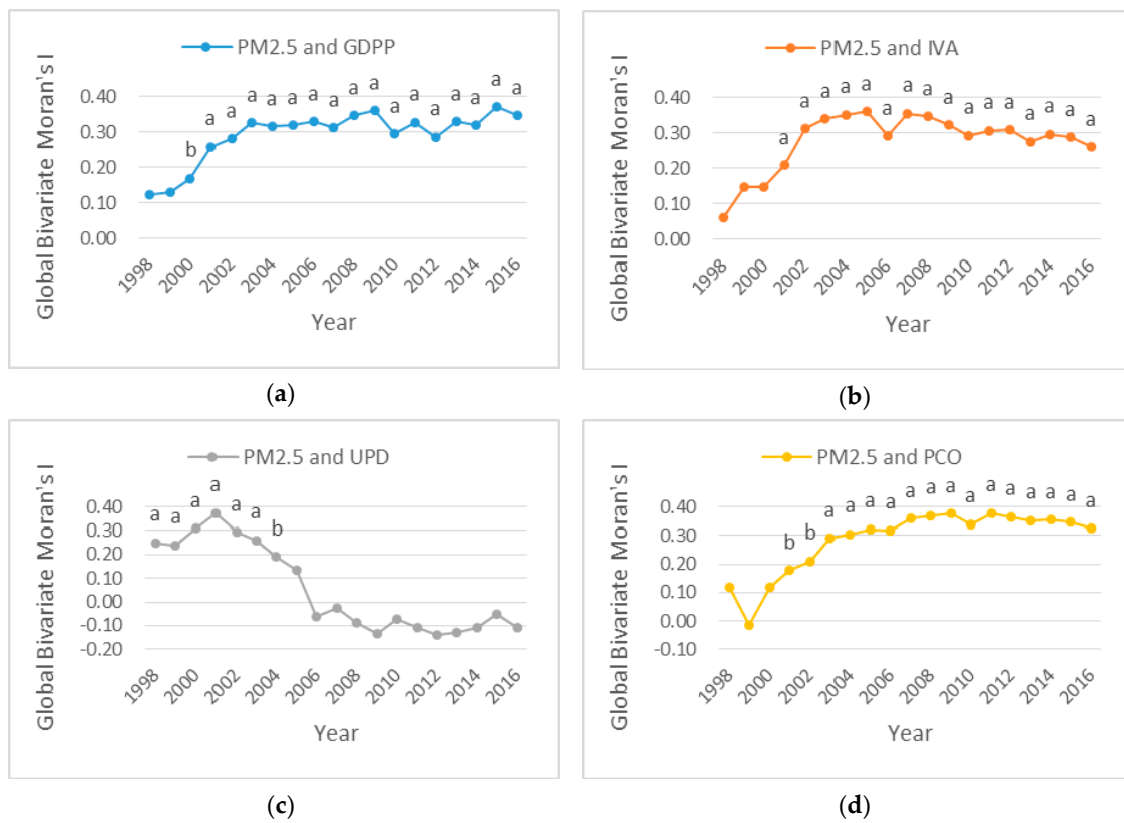 PM2.5 and GDPP
Global Bivariate Moran's I
a a a a a a a a a a a a a a a a
b
0.40
0.30
0.20
0.10
0.00
1998 2000 2002 2004 2006 2008 2010 2012 2014 2016
Year
(a)
PM2.5 and IVA
Global Bivariate Moran's I
a a a a a a a a a a a a a a a a
0.40
0.30
0.20
0.10
0.00
1998 2000 2002 2004 2006 2008 2010 2012 2014 2016
Year
(b)
PM2.5 and UPD
Global Bivariate Moran's I
a a a a a a b
0.40
0.30
0.20
0.10
0.00
-0.10
-0.20
1998 2000 2002 2004 2006 2008 2010 2012 2014 2016
Year
(c)
PM2.5 and PCO
Global Bivariate Moran's I
b b a a a a a a a a a a a a a a
0.40
0.30
0.20
0.10
0.00
-0.10
1998 2000 2002 2004 2006 2008 2010 2012 2014 2016
Year
(d)